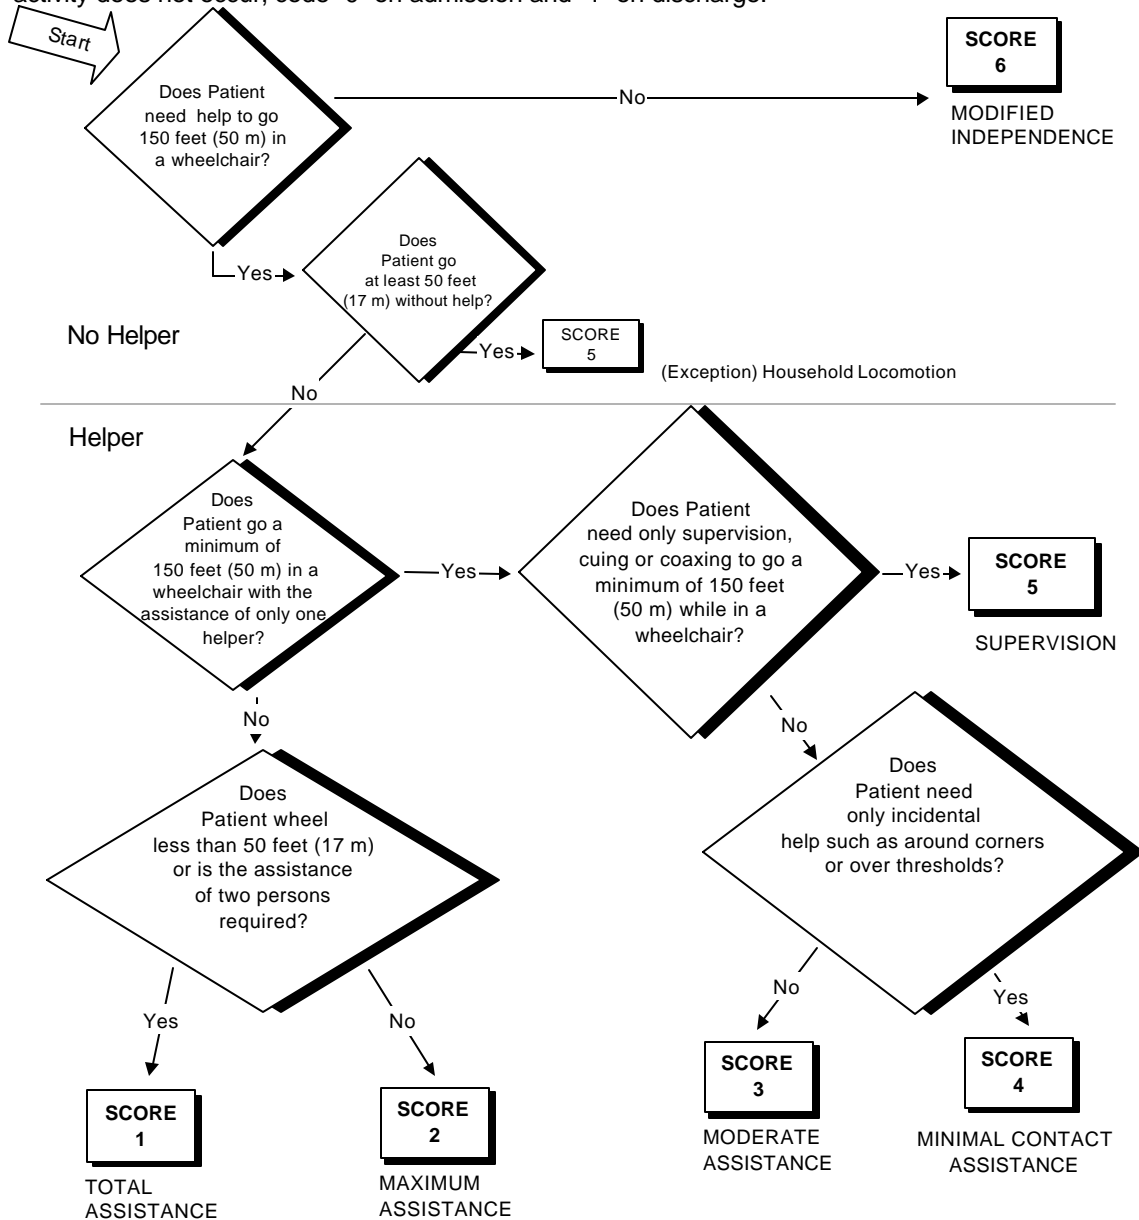 activity does not occur, code "0" on admission and "1" on discharge.
Start
Does Patient
need help to go
150 feet (50 m) in
a wheelchair?
No
SCORE
6
MODIFIED
INDEPENDENCE
Yes
Does
Patient go
at least 50 feet
(17 m) without help?
No Helper
Yes
SCORE
5
(Exception) Household Locomotion
No
Helper
Does
Patient go a
minimum of
150 feet (50 m) in a
wheelchair with the
assistance of only one
helper?
Yes
Does Patient
need only supervision,
cuing or coaxing to go a
minimum of 150 feet
(50 m) while in a
wheelchair?
Yes
SCORE
5
SUPERVISION
No
No
Does
Patient wheel
less than 50 feet (17 m)
or is the assistance
of two persons
required?
Does
Patient need
only incidental
help such as around corners
or over thresholds?
Yes
No
No
Yes
SCORE
1
TOTAL
ASSISTANCE
SCORE
2
MAXIMUM
ASSISTANCE
SCORE
3
MODERATE
ASSISTANCE
SCORE
4
MINIMAL CONTACT
ASSISTANCE